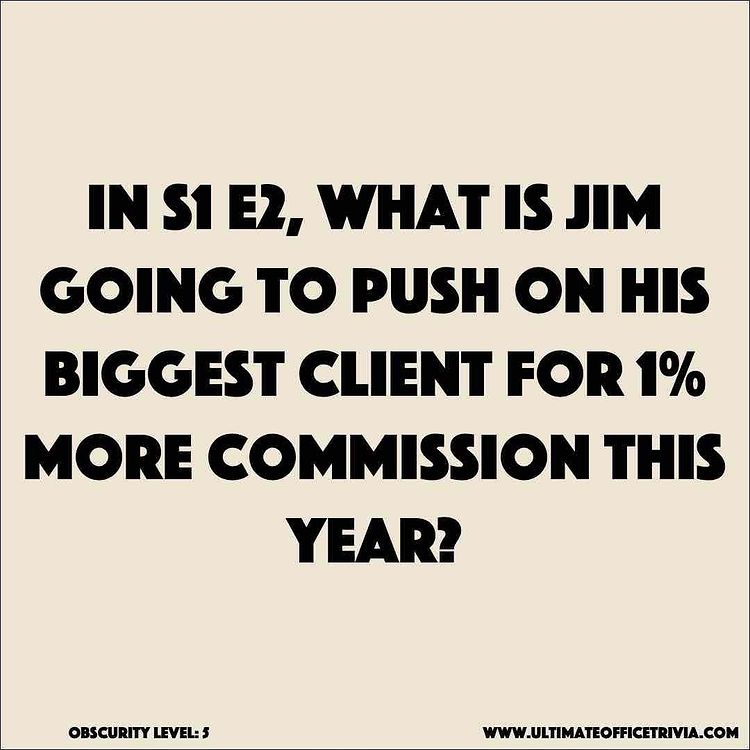 IN S1 E2, WHAT IS JIM
GOING TO PUSH ON HIS
BIGGEST CLIENT FOR 1%
MORE COMMISSION THIS
YEAR?
OBSCURITY LEVEL: 5
WWW.ULTIMATEOFFICETRIVIA.COM